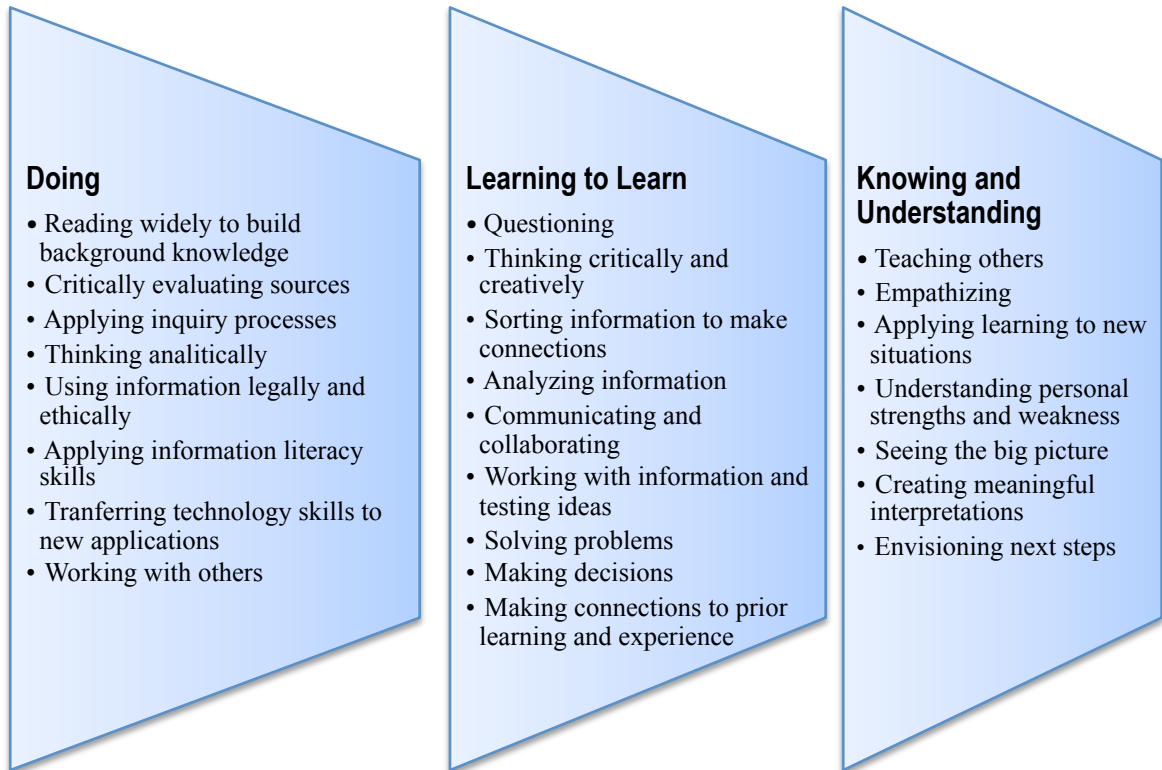 Doing
• Reading widely to build
background knowledge
• Critically evaluating sources
• Applying inquiry processes
• Thinking analitically
• Using information legally and
ethically
• Applying information literacy
skills
• Tranferring technology skills to
new applications
• Working with others
Learning to Learn
• Questioning
• Thinking critically and
creatively
• Sorting information to make
connections
• Analyzing information
• Communicating and
collaborating
• Working with information and
testing ideas
• Solving problems
• Making decisions
• Making connections to prior
learning and experience
Knowing and
Understanding
• Teaching others
• Empathizing
• Applying learning to new
situations
• Understanding personal
strengths and weakness
• Seeing the big picture
• Creating meaningful
interpretations
• Envisioning next steps